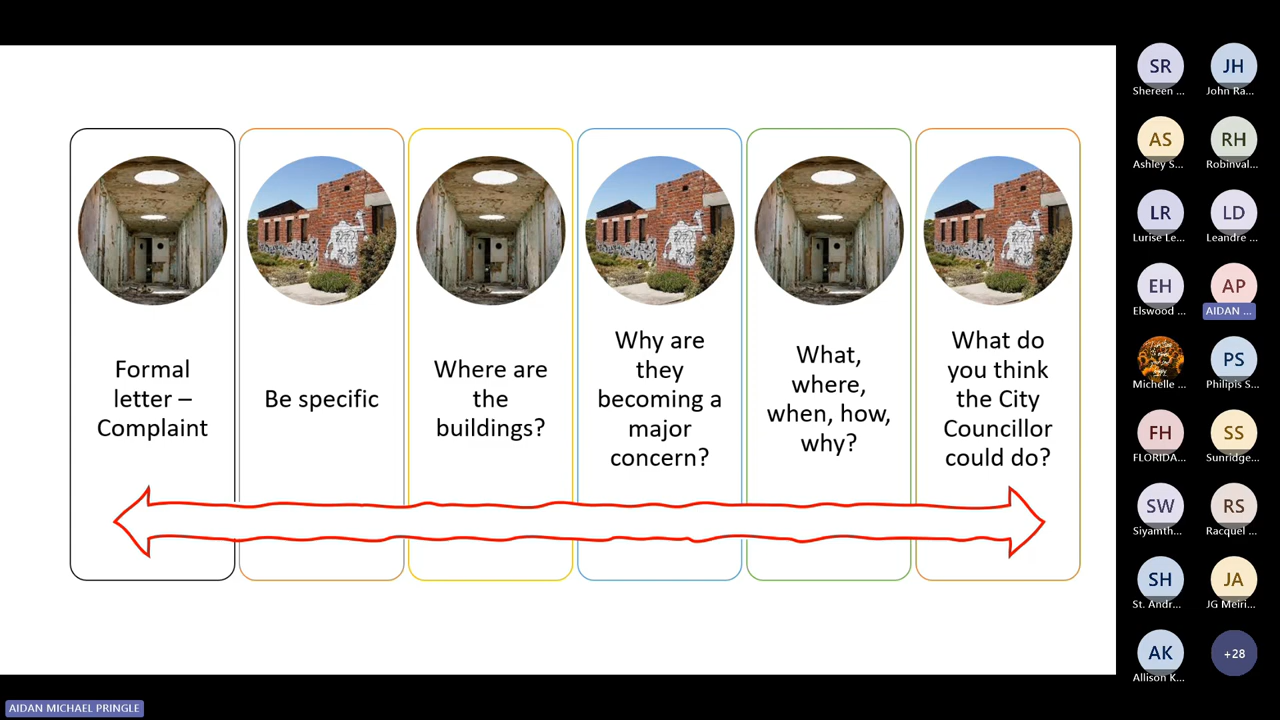 Formal
letter –
Complaint
Be specific
Where are
the
buildings?
Why are
they
becoming a
major
concern?
What,
where,
when, how,
why?
What do
you think
the City
Councillor
could do?
SR
Shereen ...
JH
John Ra...
AS
Ashley S...
RH
Robinval...
LR
Lurise Le...
LD
Leandre ...
EH
Elswood ...
AP
AIDAN ...
Michelle ...
PS
Philipis S...
FH
FLORIDA...
SS
Sunridge...
SW
Siyamth...
RS
Racquel ...
SH
St. Andr...
JA
JG Meiri...
AK
Allison K...
+28
AIDAN MICHAEL PRINGLE